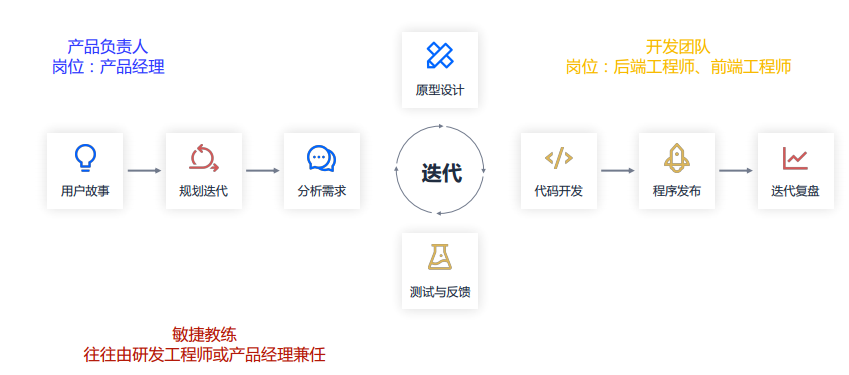 产品负责人
岗位：产品经理
开发团队
岗位：后端工程师、前端工程师
原型设计
用户故事
规划迭代
分析需求
迭代
代码开发
程序发布
迭代复盘
测试与反馈
敏捷教练
往往由研发工程师或产品经理兼任